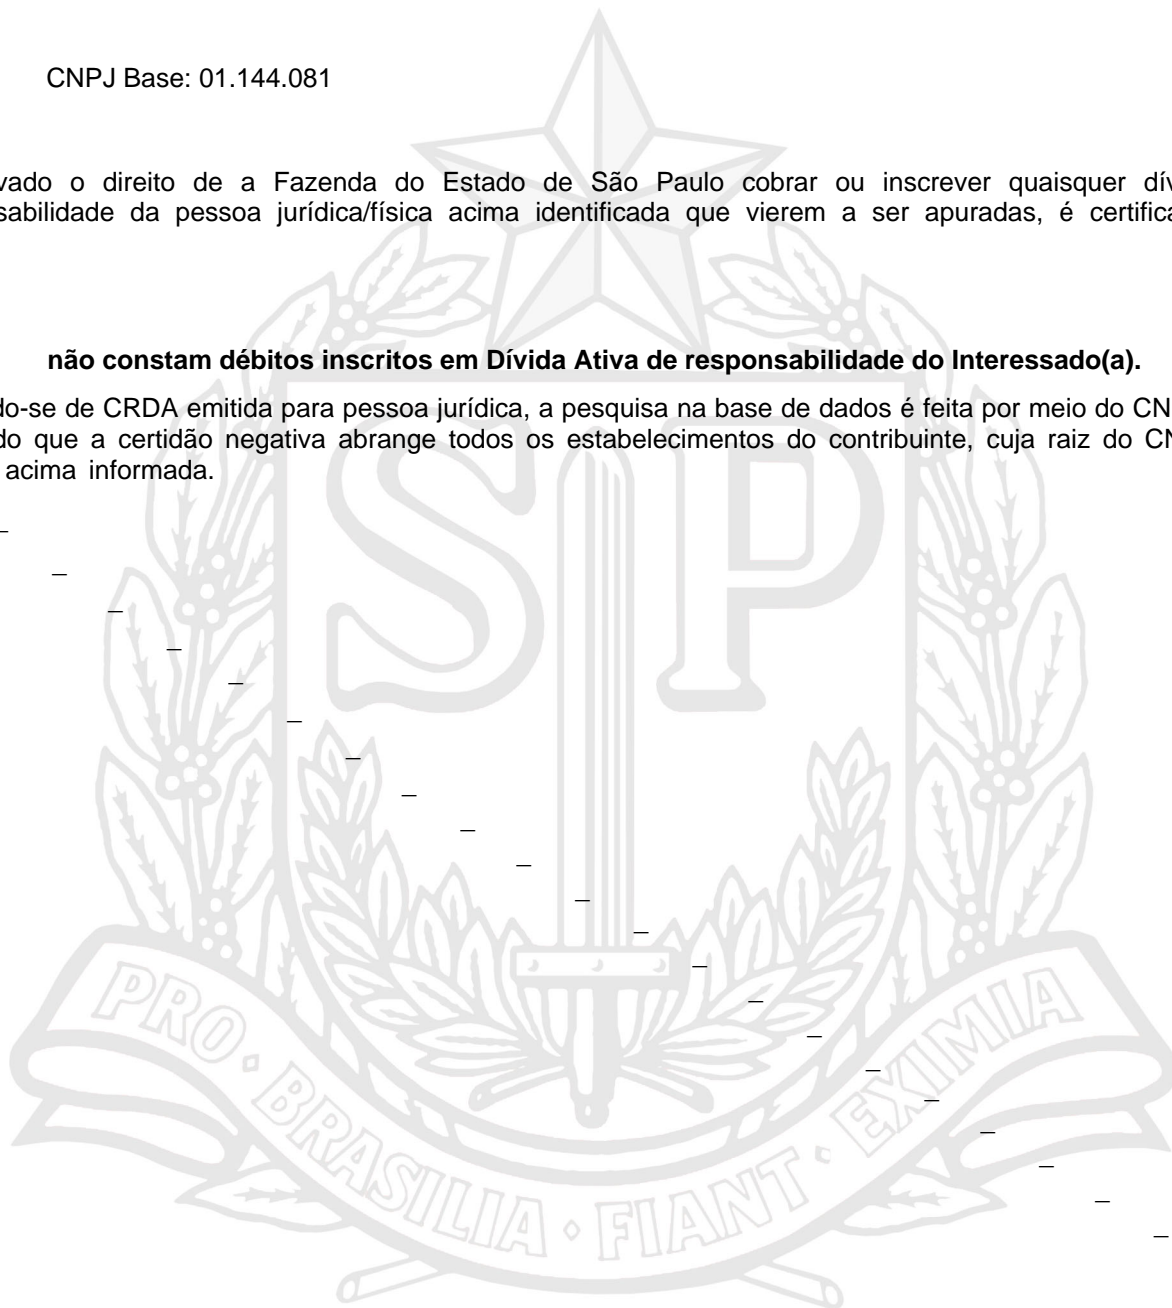 CNPJ Base: 01.144.081
vado o direito de a Fazenda do Estado de São Paulo cobrar ou inscrever quaisquer dív
sabilidade da pessoa jurídica/física acima identificada que vierem a ser apuradas, é certifica
não constam débitos inscritos em Dívida Ativa de responsabilidade do Interessado(a).
do-se de CRDA emitida para pessoa jurídica, a pesquisa na base de dados é feita por meio do CN
do que a certidão negativa abrange todos os estabelecimentos do contribuinte, cuja raiz do CN
acima informada.
SP
PRO • BRASILIA • FIANT • EXIMIA